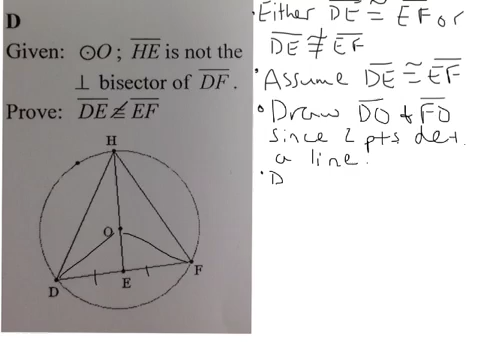 D
Given: ⊙O ; HE is not the
⊥ bisector of DF .
Prove: DE ≇ EF
H
O
D
E
F
• Either DE ≅ EF or
DE ≇ EF
• Assume DE ≅ EF
• Draw DO & FO
since 2 pts det.
a line.
• D